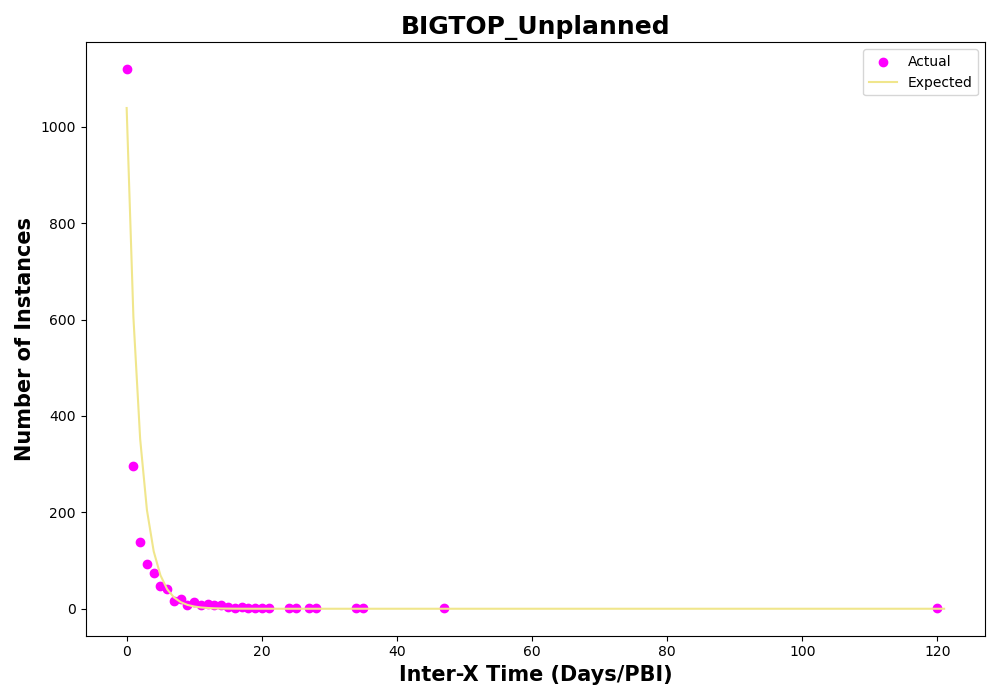 BIGTOP_Unplanned
Actual
Expected
Number of Instances
1000
800
600
400
200
0
0 20 40 60 80 100 120
Inter-X Time (Days/PBI)